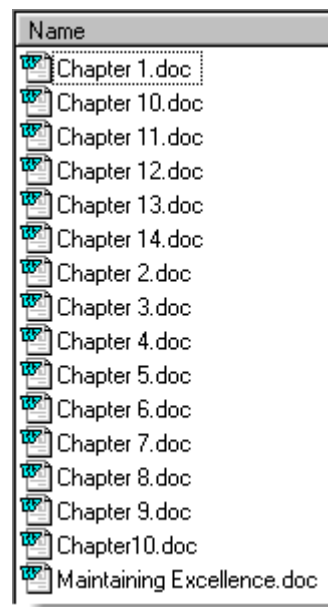 Name
Chapter 1.doc
Chapter 10.doc
Chapter 11.doc
Chapter 12.doc
Chapter 13.doc
Chapter 14.doc
Chapter 2.doc
Chapter 3.doc
Chapter 4.doc
Chapter 5.doc
Chapter 6.doc
Chapter 7.doc
Chapter 8.doc
Chapter 9.doc
Chapter10.doc
Maintaining Excellence.doc